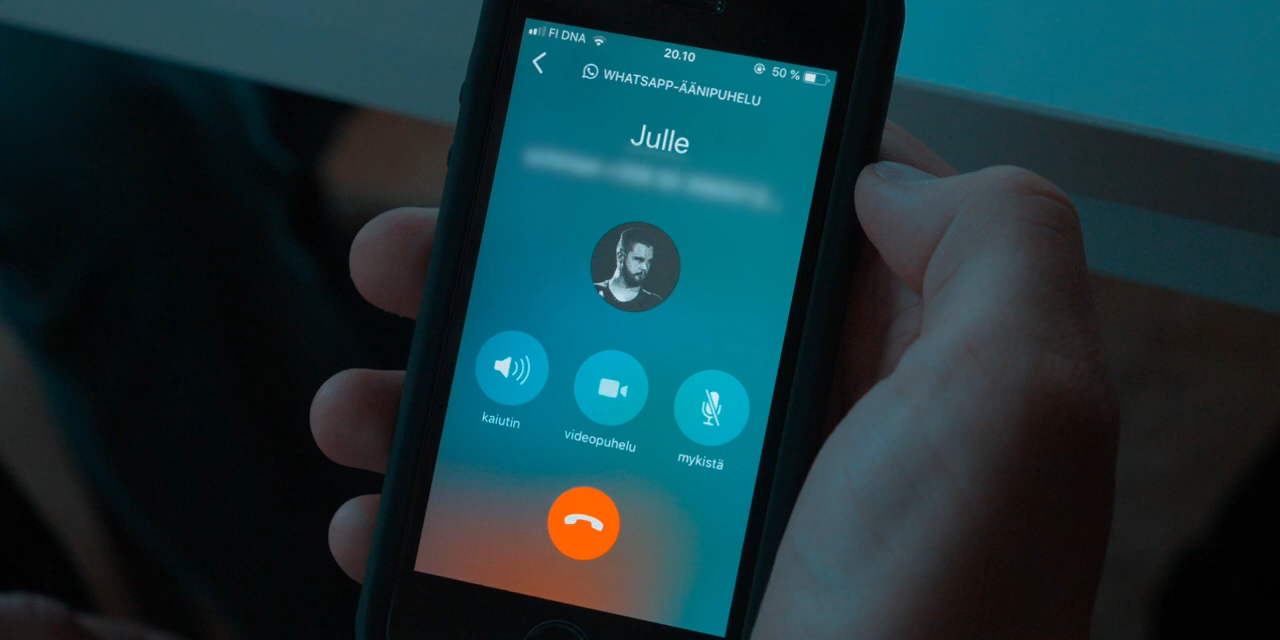 FI DNA 20.10 50 %
WHATSAPP-ÄÄNIPUHELU
Julle
kaiutin
videopuhelu
mykistä